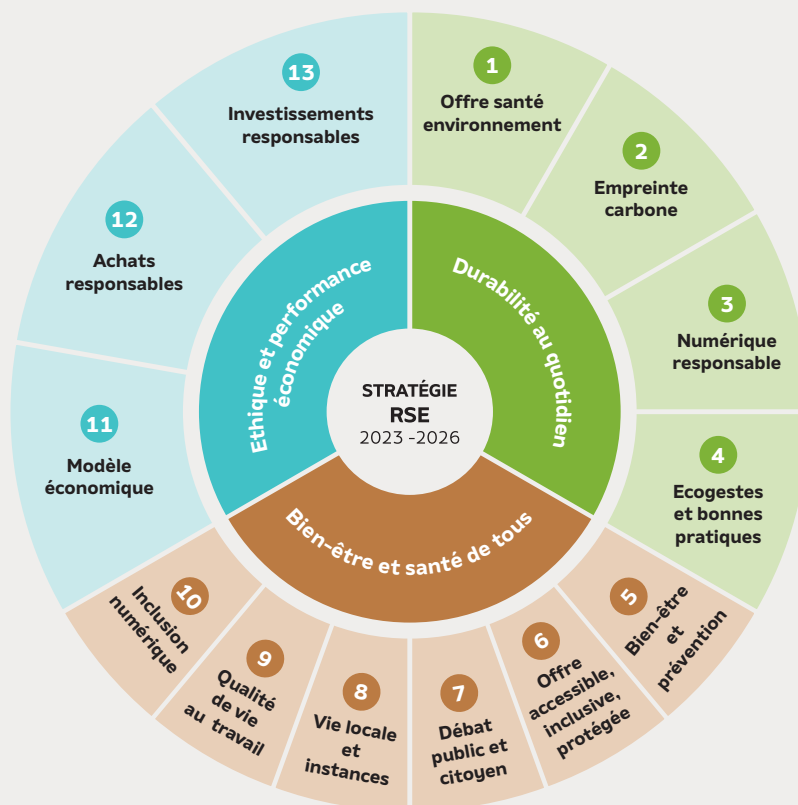 STRATÉGIE
RSE
2023 -2026
Durabilité au quotidien
1
Offre santé
environnement
2
Empreinte
carbone
3
Numérique
responsable
4
Ecogestes
et bonnes
pratiques
Bien-être et santé de tous
5
Bien-être
et
prévention
6
Offre
accessible,
inclusive,
protégée
7
Débat
public et
citoyen
8
Vie locale
et
instances
9
Qualité
de vie
au travail
10
Inclusion
numérique
Ethique et performance
économique
11
Modèle
économique
12
Achats
responsables
13
Investissements
responsables